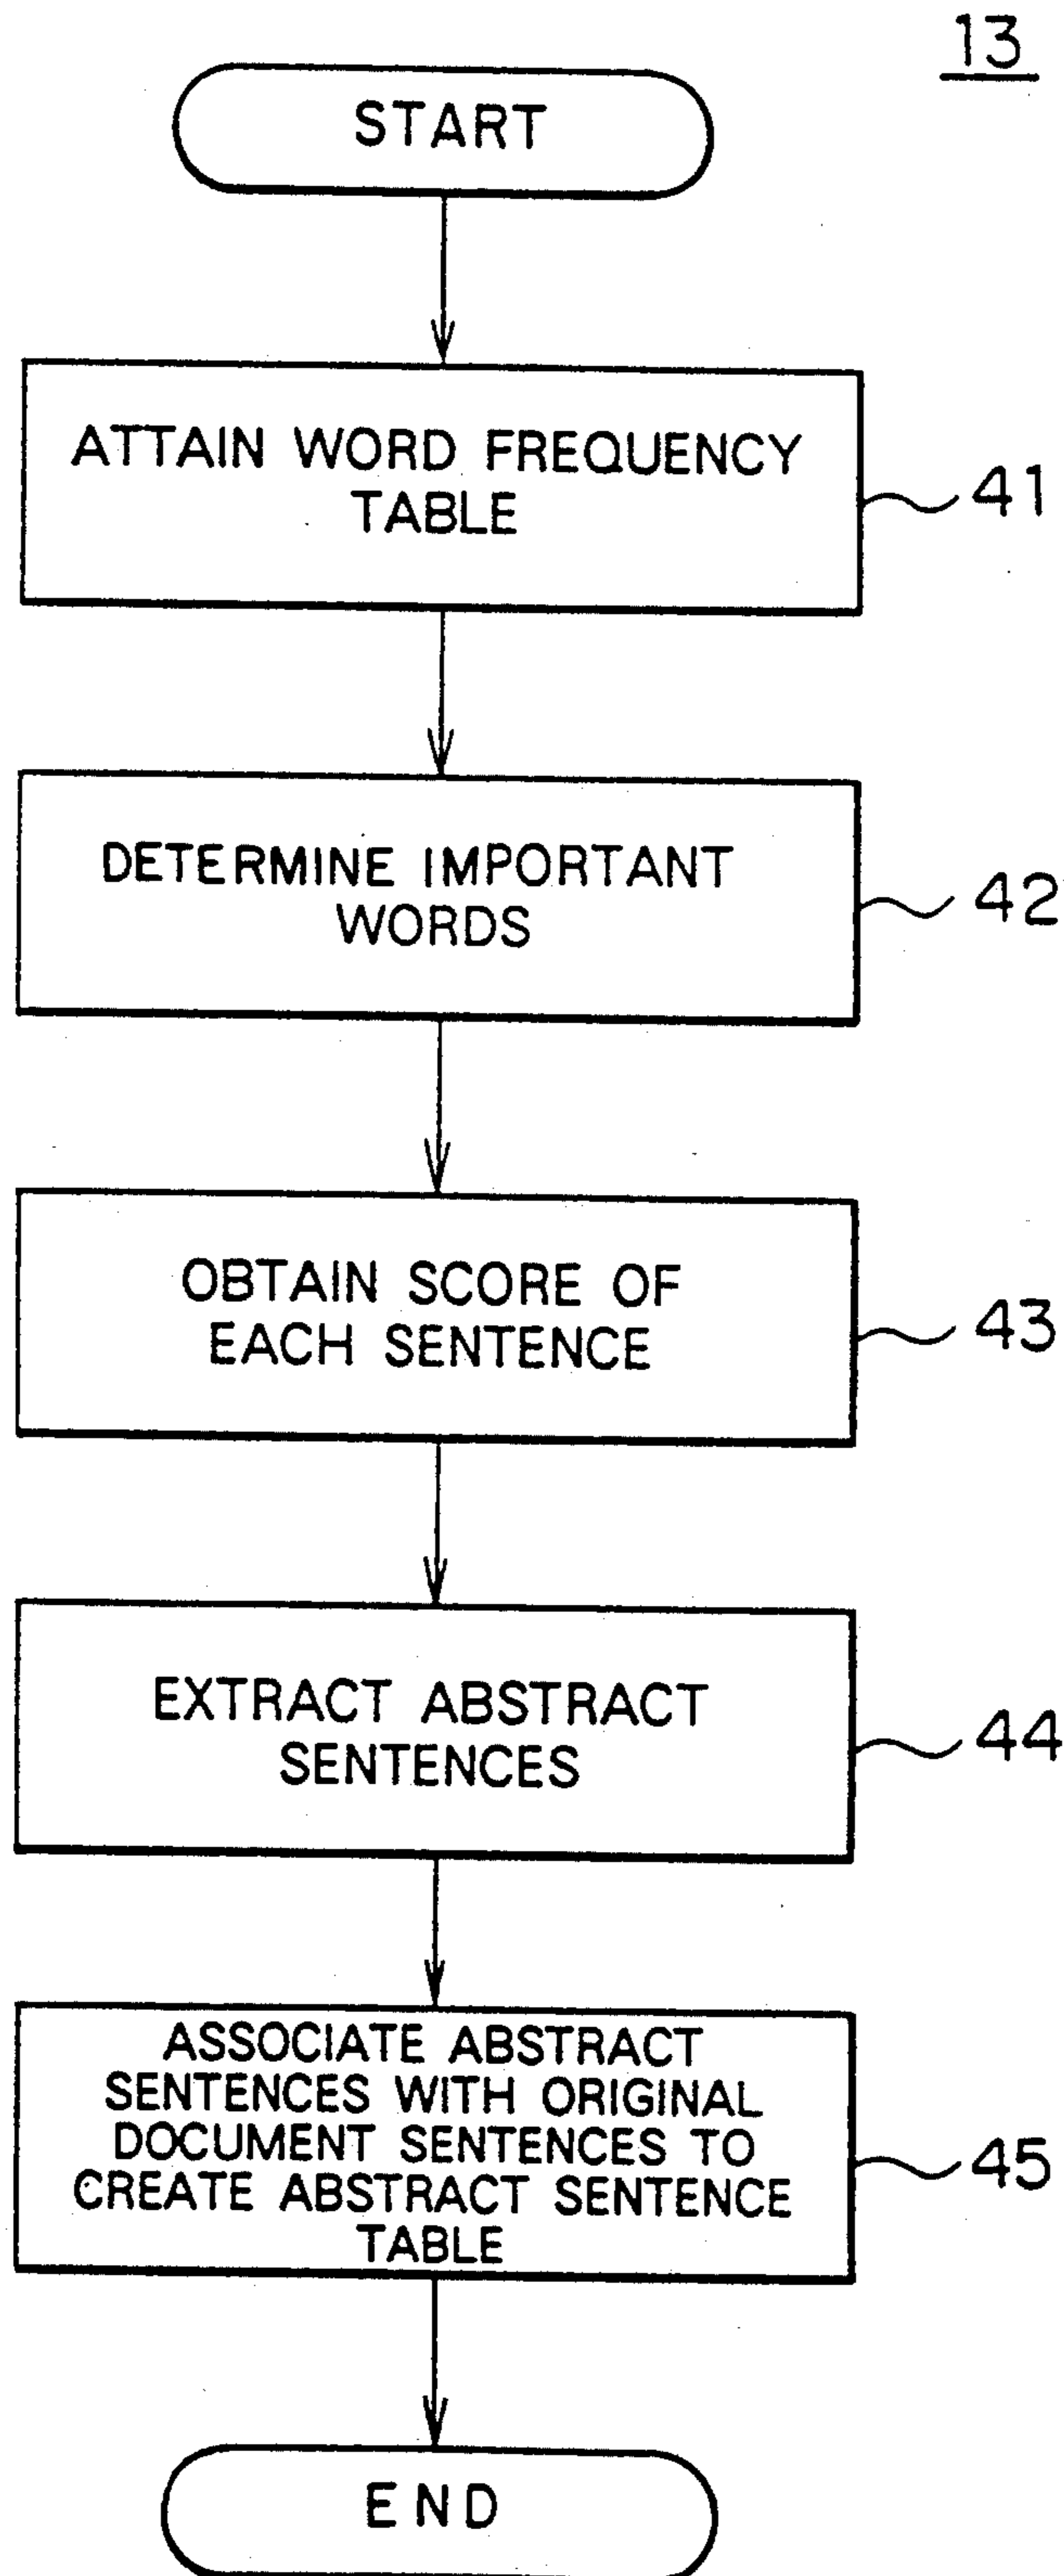 13
START
ATTAIN WORD FREQUENCY
TABLE
41
DETERMINE IMPORTANT
WORDS
42
OBTAIN SCORE OF
EACH SENTENCE
43
EXTRACT ABSTRACT
SENTENCES
44
ASSOCIATE ABSTRACT
SENTENCES WITH ORIGINAL
DOCUMENT SENTENCES TO
CREATE ABSTRACT SENTENCE
TABLE
45
END